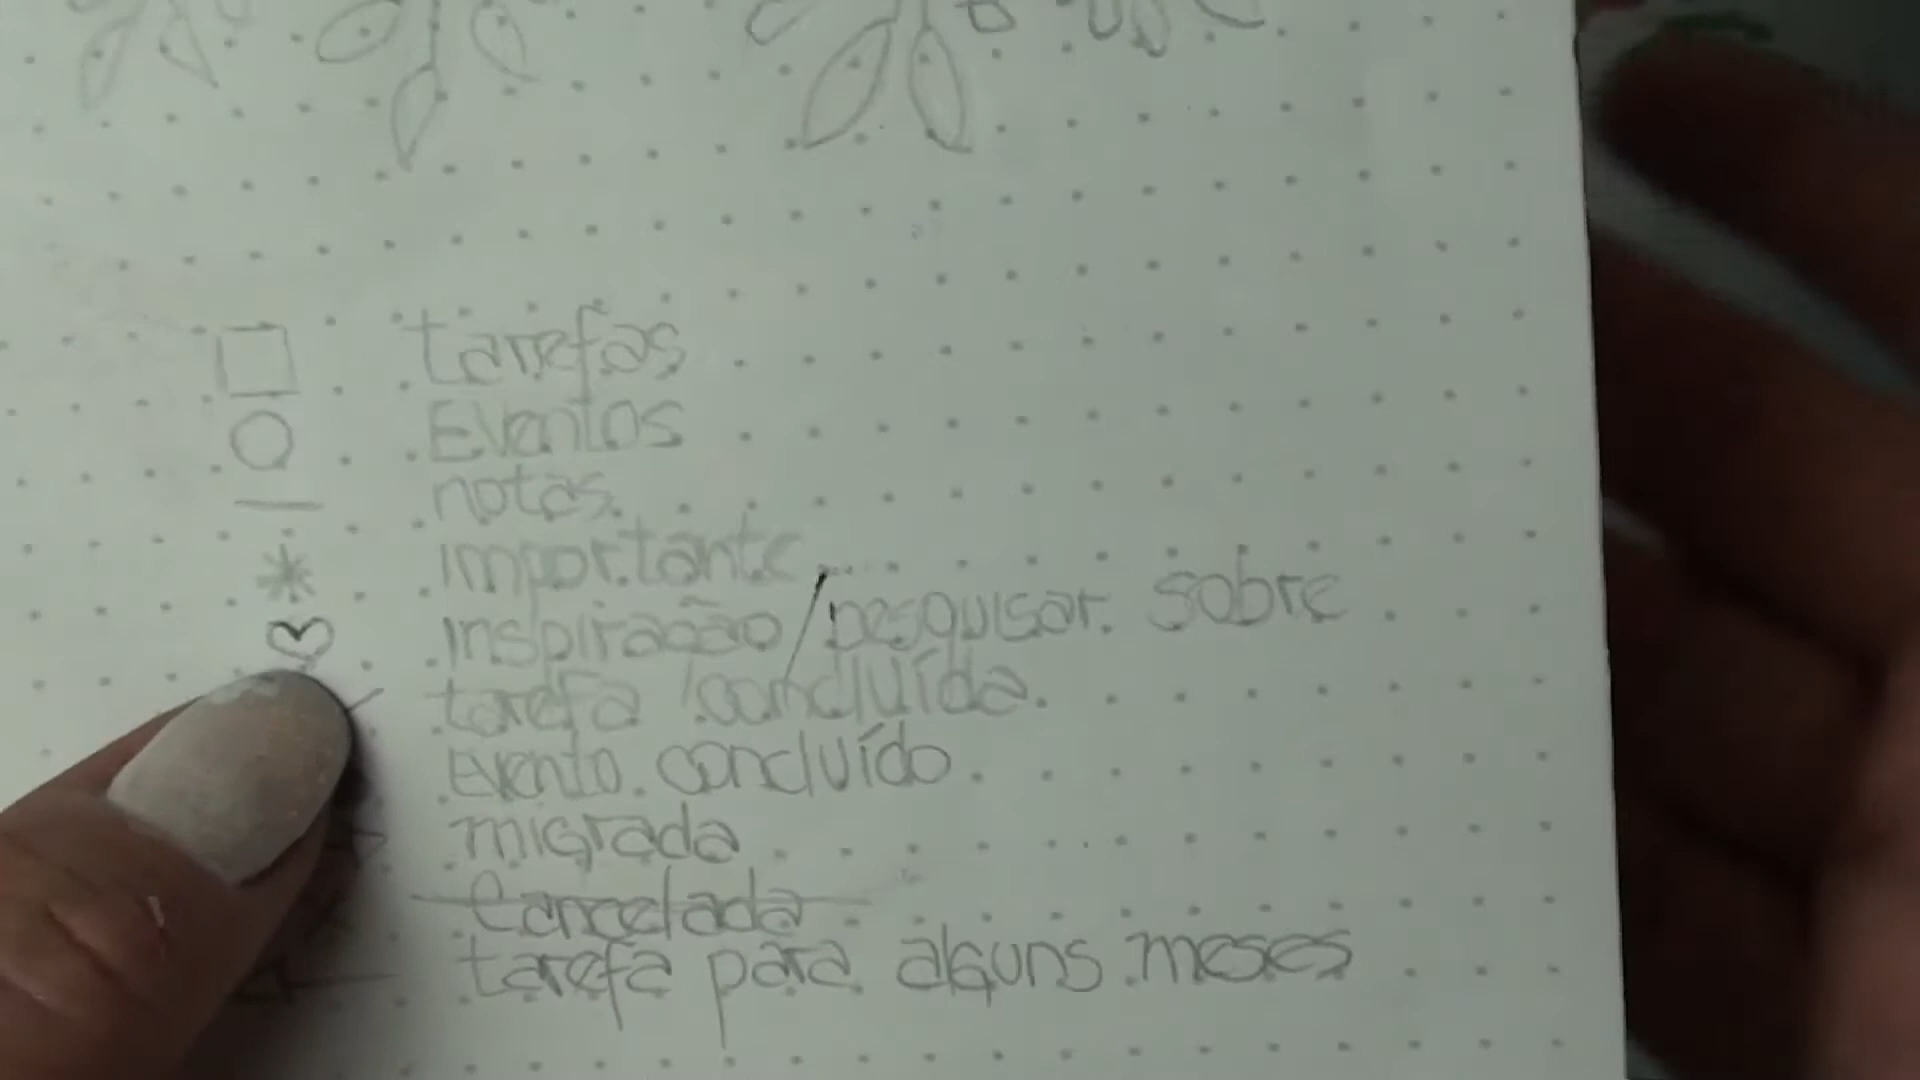 tarefas
Eventos
notas
importante
inspiração/pesquisar sobre
tarefa concluída
Evento concluído
migrada
Cancelada
tarefa para alguns meses